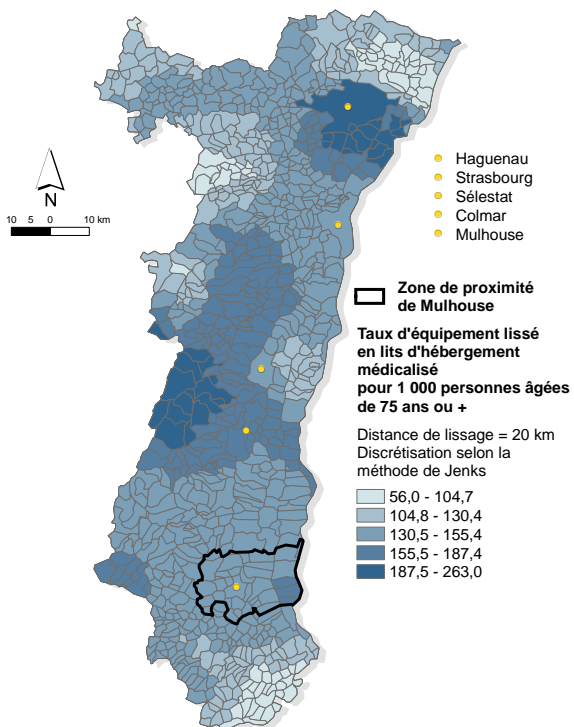 Haguenau
Strasbourg
Sélestat
Colmar
Mulhouse
N
10 5 0 10 km
Zone de proximité
de Mulhouse
Taux d'équipement lissé
en lits d'hébergement
médicalisé
pour 1 000 personnes âgées
de 75 ans ou +
Distance de lissage = 20 km
Discrétisation selon la
méthode de Jenks
56,0 - 104,7
104,8 - 130,4
130,5 - 155,4
155,5 - 187,4
187,5 - 263,0